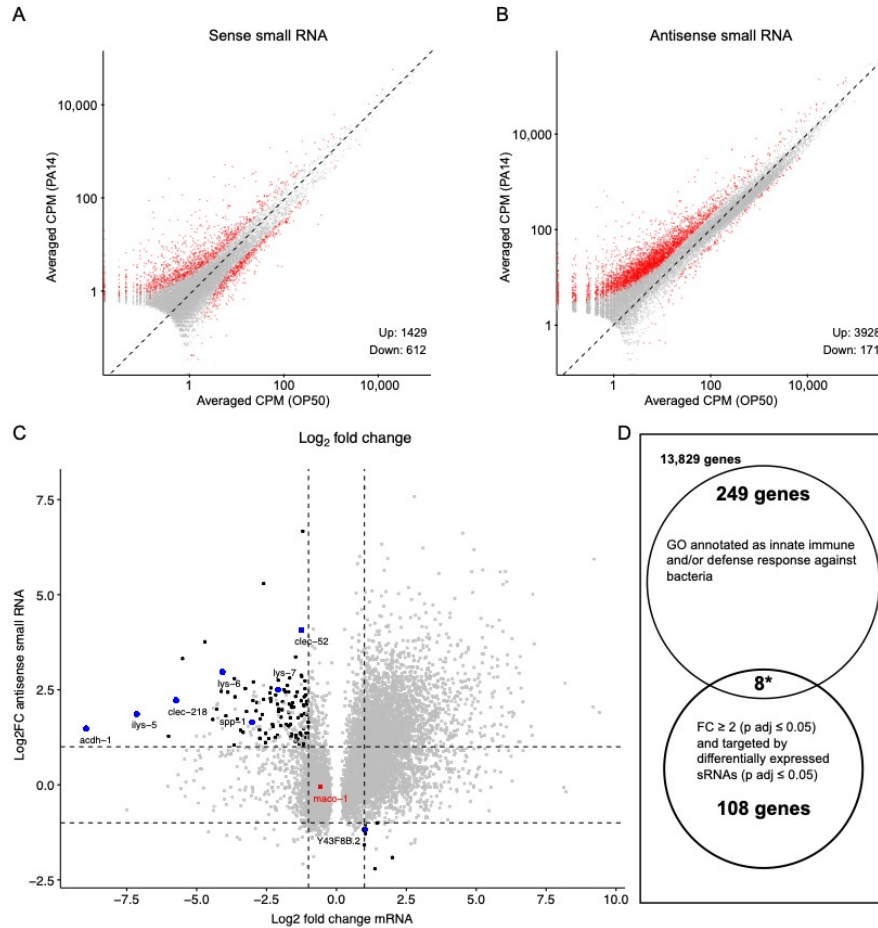 A
Sense small RNA
10,000
100
1
Averaged CPM (PA14)
Up: 1429
Down: 612
1
100
10,000
Averaged CPM (OP50)
B
Antisense small RNA
10,000
100
1
Averaged CPM (PA14)
Up: 3928
Down: 171
1
100
10,000
Averaged CPM (OP50)
C
Log2 fold change
7.5
5.0
2.5
0.0
−2.5
Log2FC antisense small RNA
clec−52
lys−6
lys−7
clec−218
ilys−5
spp−1
acdh−1
maco−1
Y43F8B.2
−7.5
−5.0
−2.5
0.0
2.5
5.0
7.5
10.0
Log2 fold change mRNA
D
13,829 genes
249 genes
GO annotated as innate immune
and/or defense response against
bacteria
8*
FC ≥ 2 (p adj ≤ 0.05)
and targeted by
differentially expressed
sRNAs (p adj ≤ 0.05)
108 genes